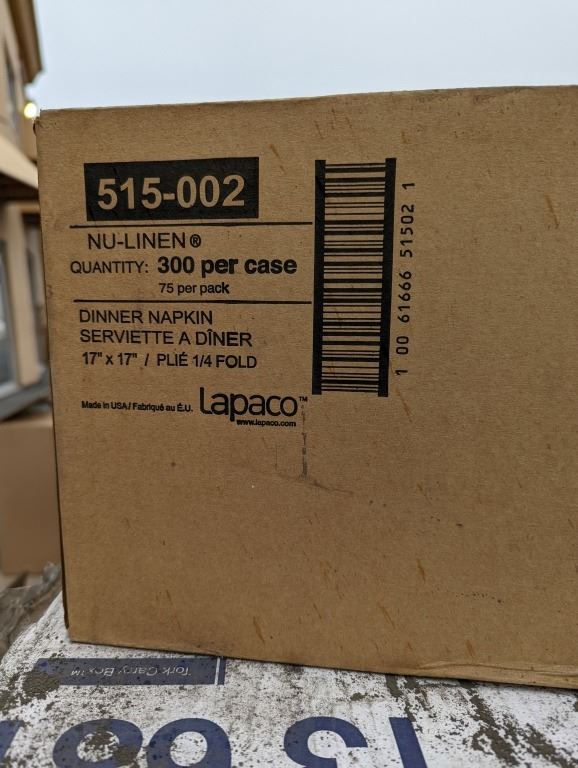 515-002
NU-LINEN®
QUANTITY: 300 per case
75 per pack
DINNER NAPKIN
SERVIETTE A DÎNER
17" x 17" / PLIÉ 1/4 FOLD
Made in USA / Fabriqué au É.U. Lapaco™
www.lapaco.com
1 00 61666 51502 1
Tork Carry Box™